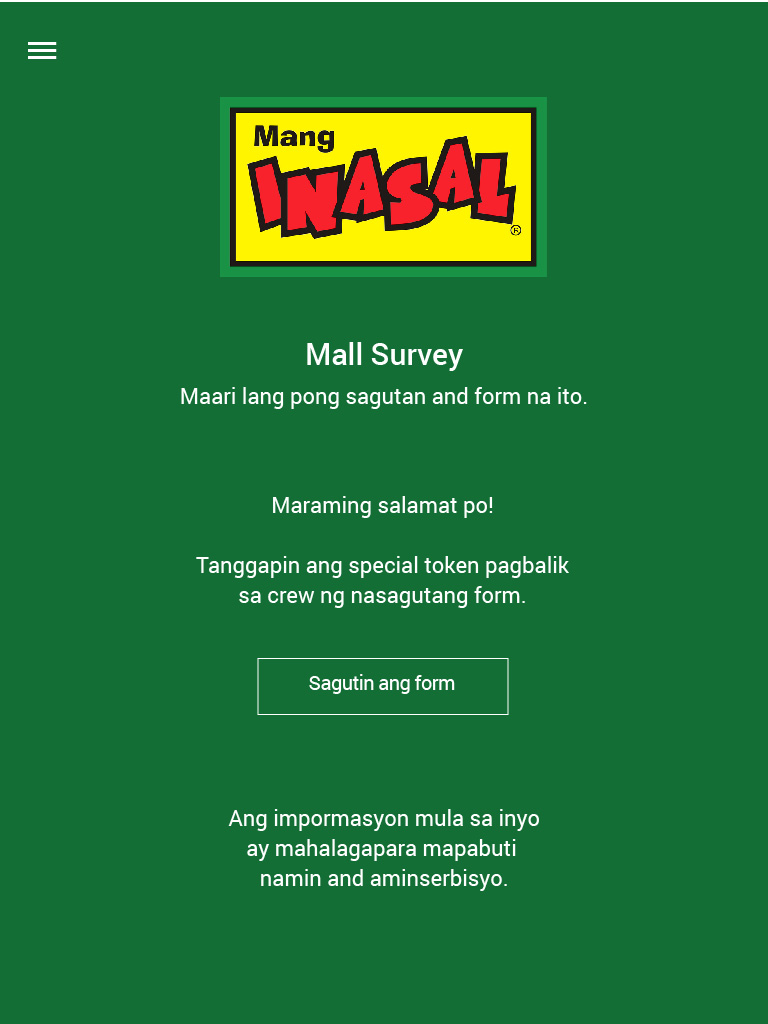 Mang
INASAL
®
Mall Survey
Maari lang pong sagutan and form na ito.
Maraming salamat po!
Tanggapin ang special token pagbalik
sa crew ng nasagutang form.
Sagutin ang form
Ang impormasyon mula sa inyo
ay mahalagapara mapabuti
namin and aminserbisyo.